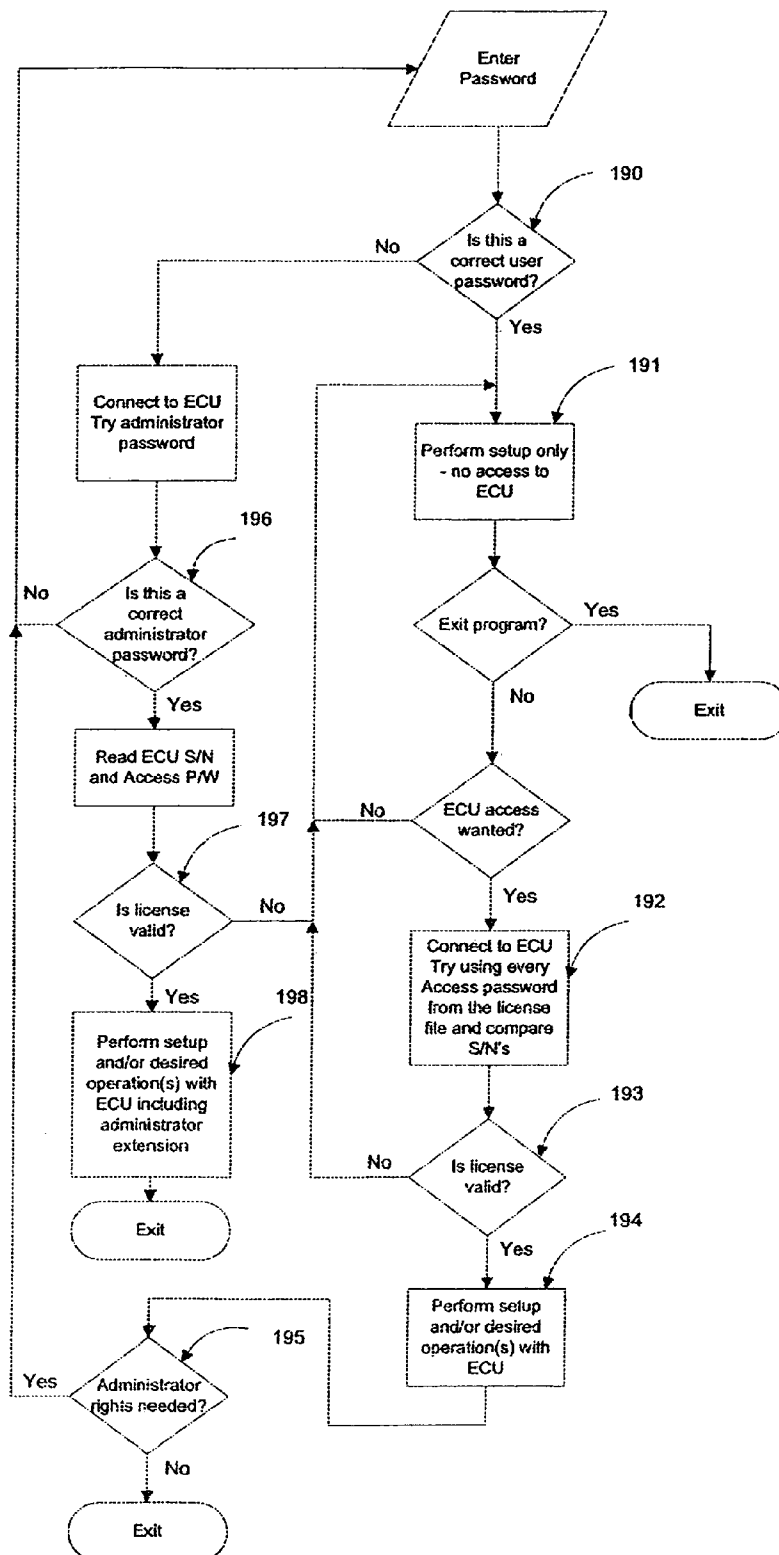 Enter
Password
190
Is this a
correct user
password?
No
Yes
191
Connect to ECU
Try administrator
password
Perform setup only
- no access to
ECU
196
Is this a
correct
administrator
password?
No
Yes
Exit program?
Yes
No
Exit
Read ECU S/N
and Access P/W
197
ECU access
wanted?
No
Yes
Is license
valid?
No
Yes
192
Connect to ECU
Try using every
Access password
from the license
file and compare
S/N's
198
Perform setup
and/or desired
operation(s) with
ECU including
administrator
extension
193
Is license
valid?
No
Yes
Exit
194
Perform setup
and/or desired
operation(s) with
ECU
195
Administrator
rights needed?
Yes
No
Exit